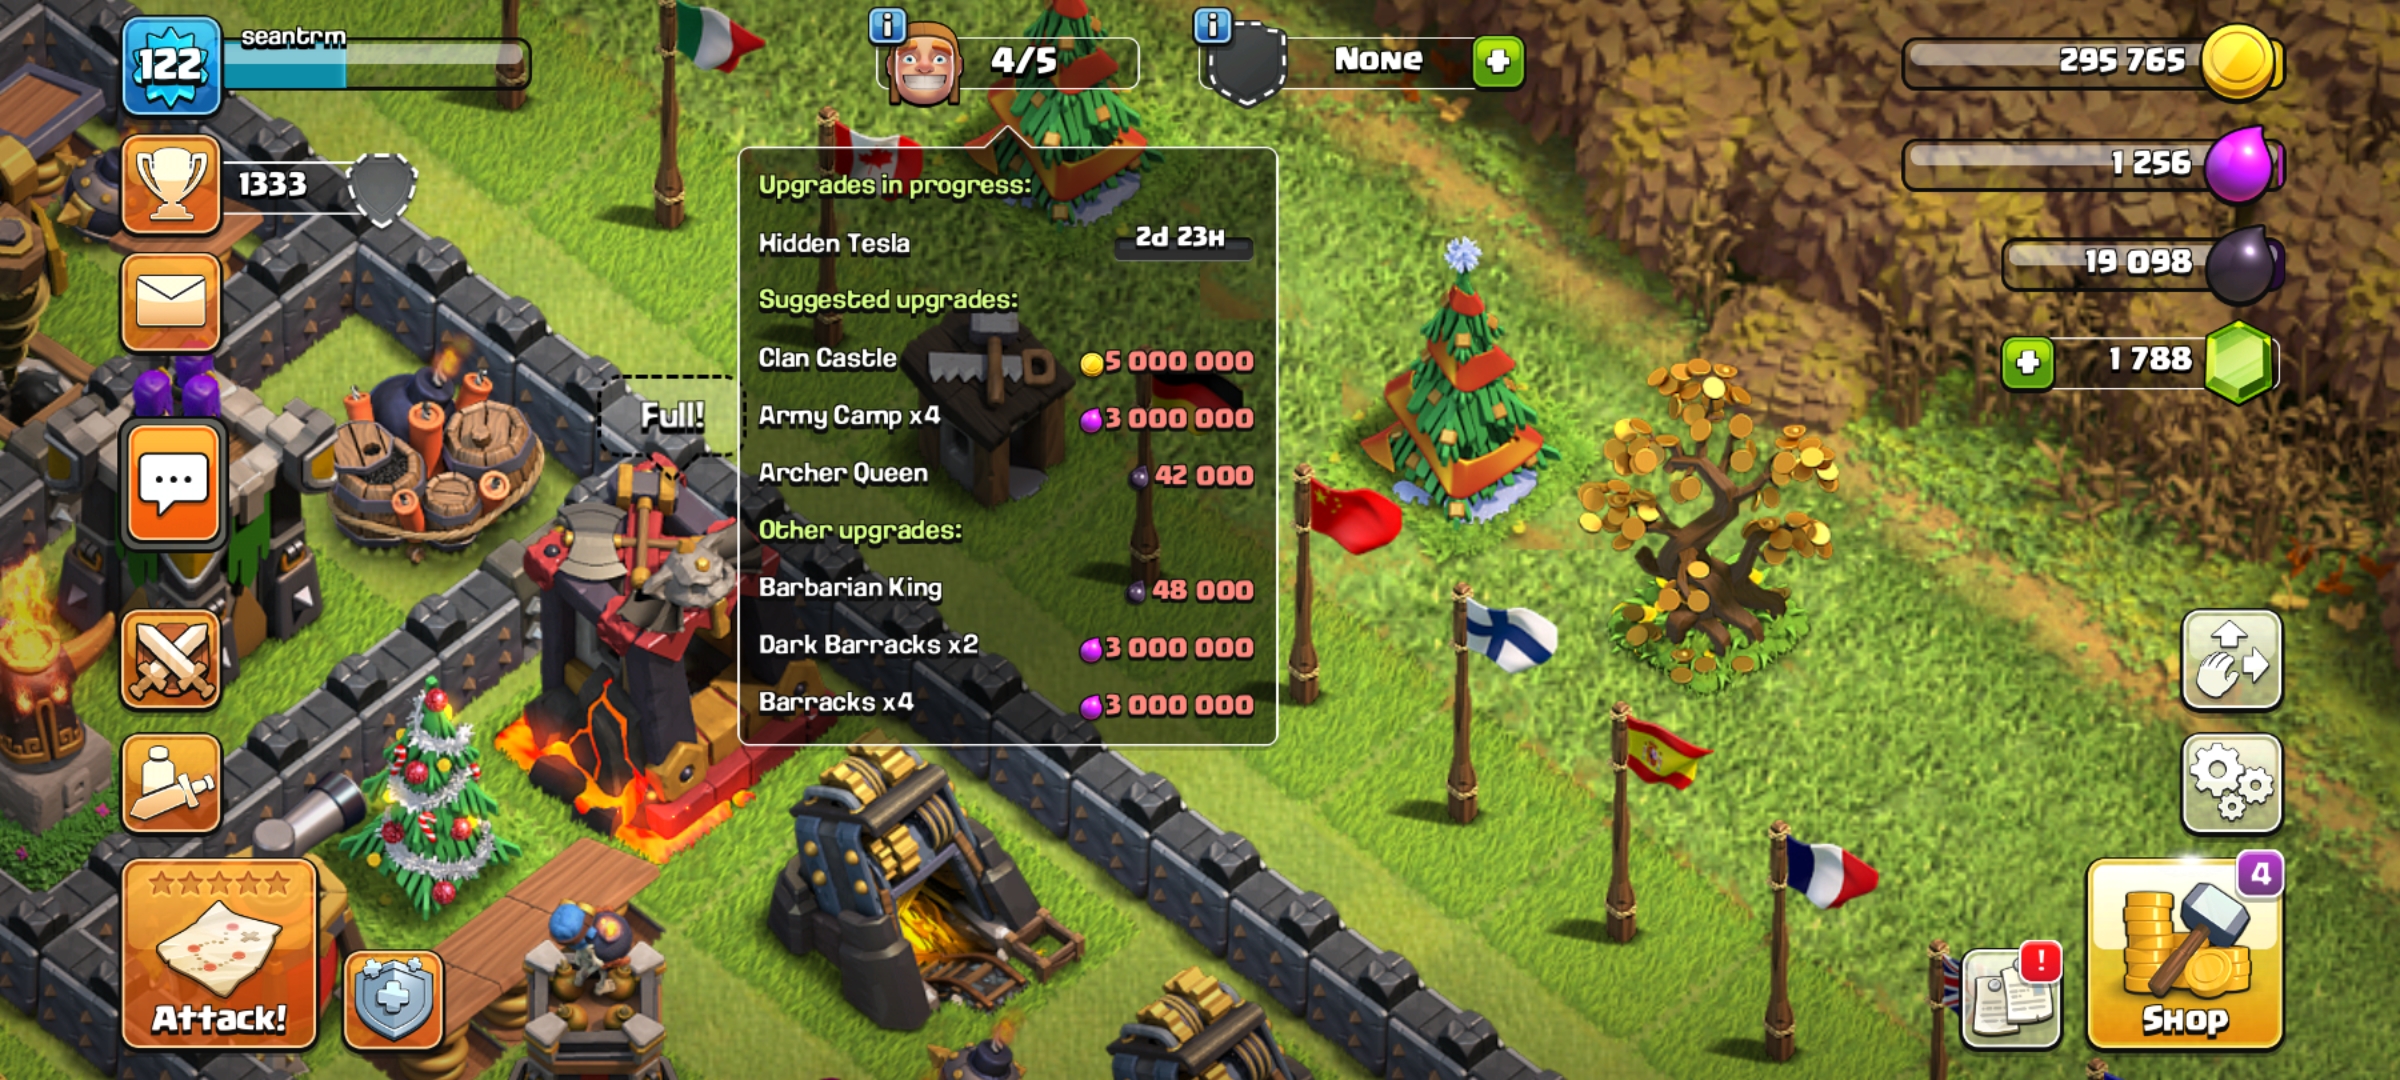 122
seantrm
4/5
None
295 765
1333
1 256
Upgrades in progress:
Hidden Tesla 2d 23H
19 098
Suggested upgrades:
Clan Castle 5 000 000
1 788
Full!
Army Camp x4 3 000 000
Archer Queen 42 000
Other upgrades:
Barbarian King 48 000
Dark Barracks x2 3 000 000
Barracks x4 3 000 000
4
!
Attack!
Shop